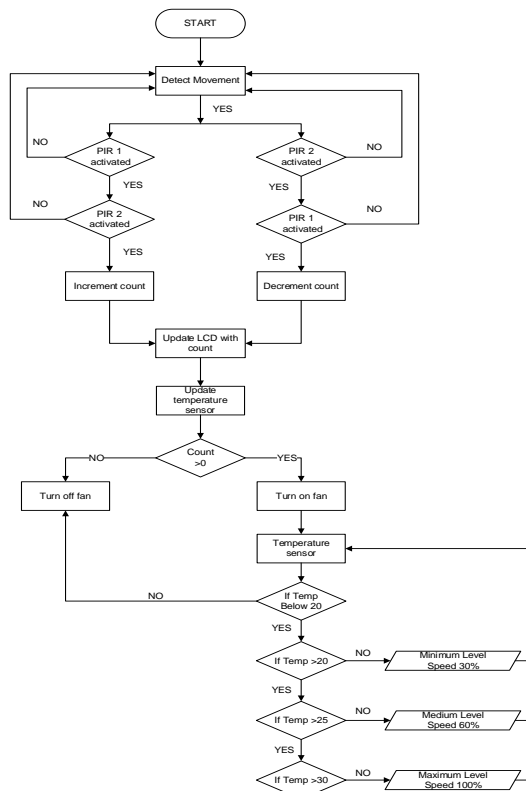 START
Detect Movement
YES
NO
PIR 1
activated
PIR 2
activated
NO
YES
YES
NO
PIR 2
activated
PIR 1
activated
NO
YES
YES
Increment count
Decrement count
Update LCD with
count
Update
temperature
sensor
NO
Count
>0
YES
Turn off fan
Turn on fan
Temperature
sensor
NO
If Temp
Below 20
YES
If Temp >20
NO
Minimum Level
Speed 30%
YES
If Temp >25
NO
Medium Level
Speed 60%
YES
If Temp >30
NO
Maximum Level
Speed 100%